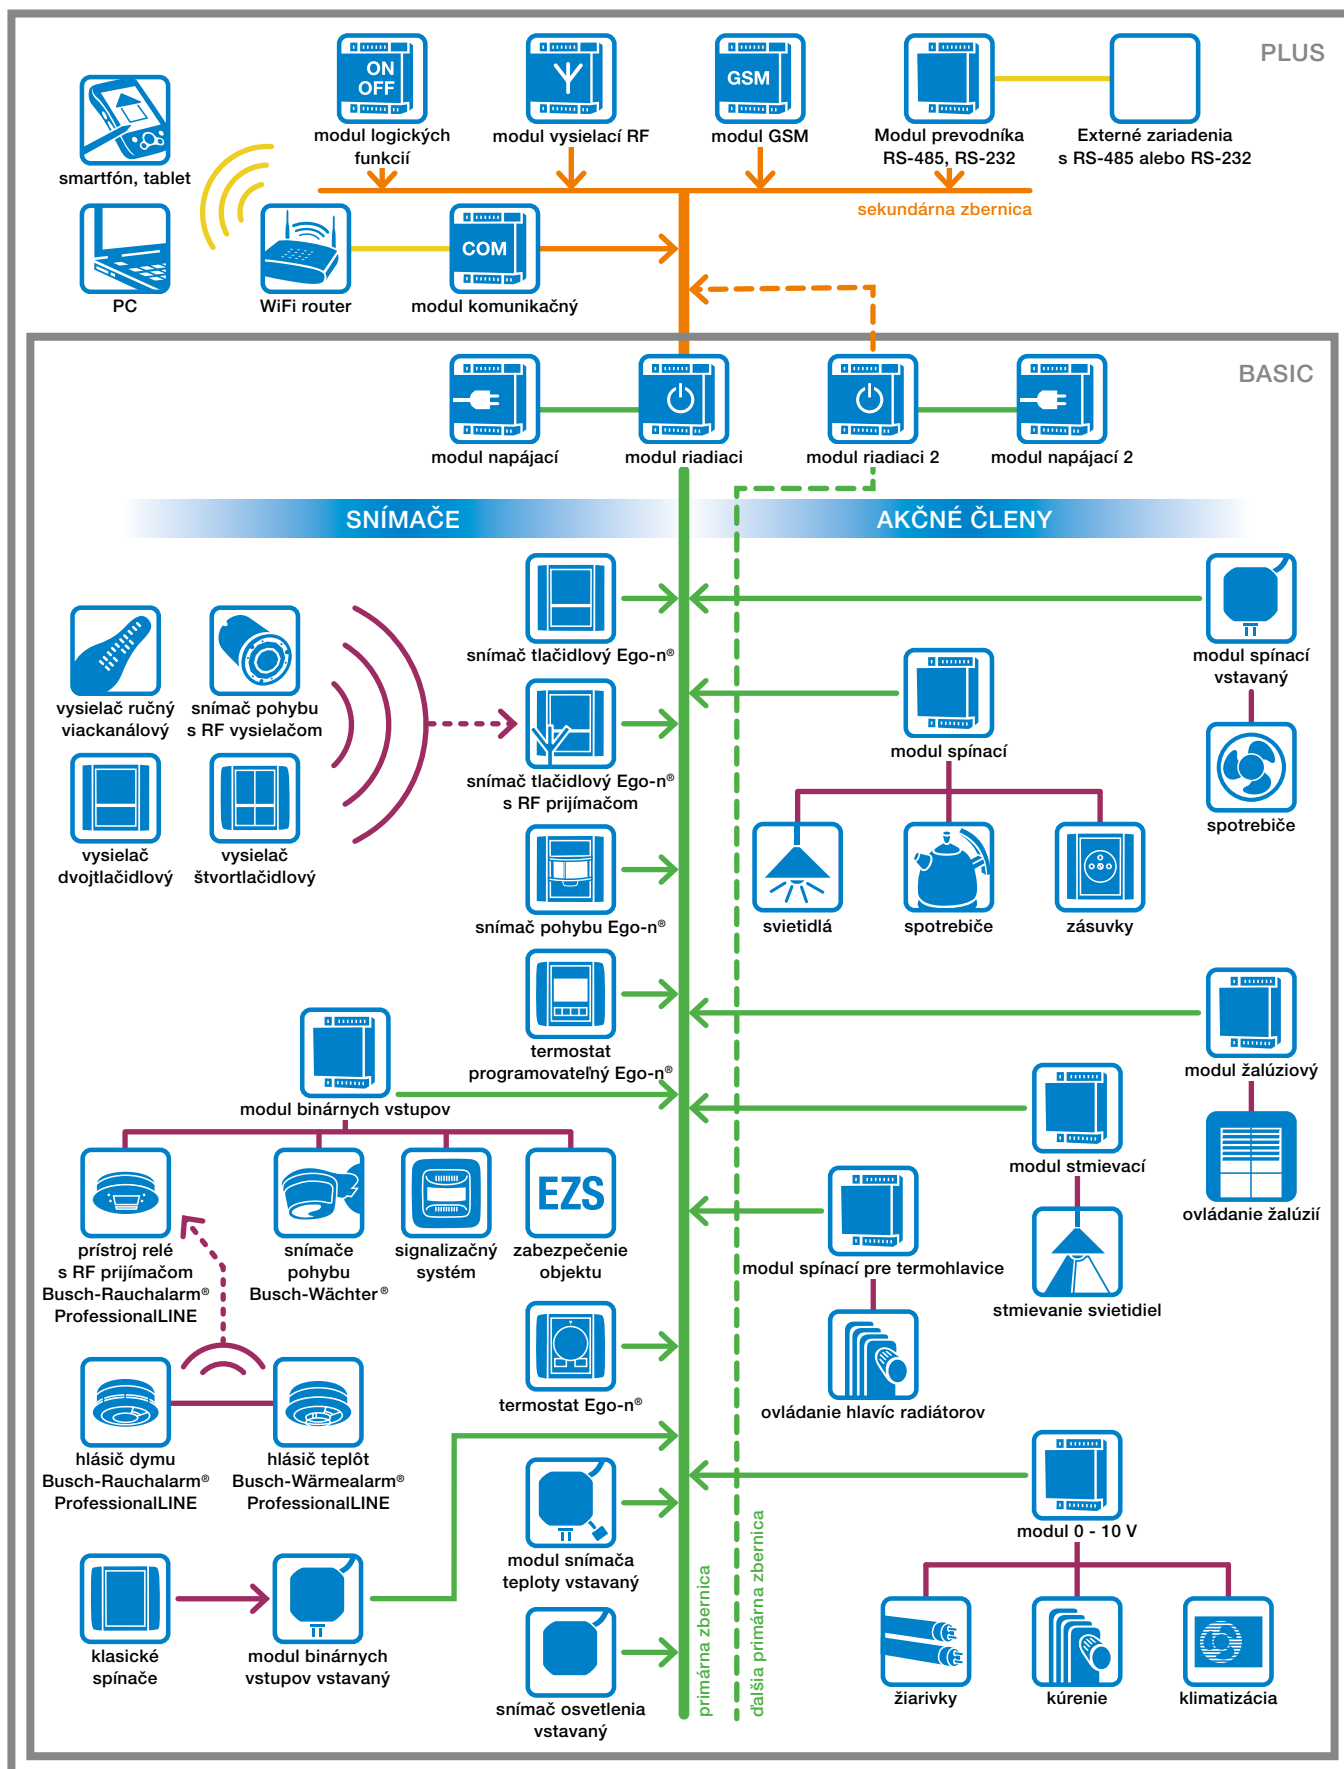 PLUS
ON
OFF
GSM
modul logických
funkcií
modul vysielací RF
modul GSM
Modul prevodníka
RS-485, RS-232
Externé zariadenia
s RS-485 alebo RS-232
smartfón, tablet
sekundárna zbernica
COM
PC
WiFi router
modul komunikačný
BASIC
modul napájací
modul riadiaci
modul riadiaci 2
modul napájací 2
SNÍMAČE
AKČNÉ ČLENY
snímač tlačidlový Ego-n®
modul spínací
vstavaný
vysielač ručný
viackanálový
snímač pohybu
s RF vysielačom
modul spínací
snímač tlačidlový Ego-n®
s RF prijímačom
spotrebiče
vysielač
dvojtlačidlový
vysielač
štvortlačidlový
snímač pohybu Ego-n®
svietidlá
spotrebiče
zásuvky
termostat
programovateľný Ego-n®
modul žalúziový
modul binárnych vstupov
modul stmievací
EZS
ovládanie žalúzií
prístroj relé
s RF prijímačom
Busch-Rauchalarm®
ProfessionalLINE
snímače
pohybu
Busch-Wächter®
signalizačný
systém
zabezpečenie
objektu
modul spínací pre termohlavice
stmievanie svietidiel
termostat Ego-n®
ovládanie hlavíc radiátorov
hlásič dymu
Busch-Rauchalarm®
ProfessionalLINE
hlásič teplôt
Busch-Wärmealarm®
ProfessionalLINE
modul 0 - 10 V
modul snímača
teploty vstavaný
primárna zbernica
ďalšia primárna zbernica
klasické
spínače
modul binárnych
vstupov vstavaný
snímač osvetlenia
vstavaný
žiarivky
kúrenie
klimatizácia